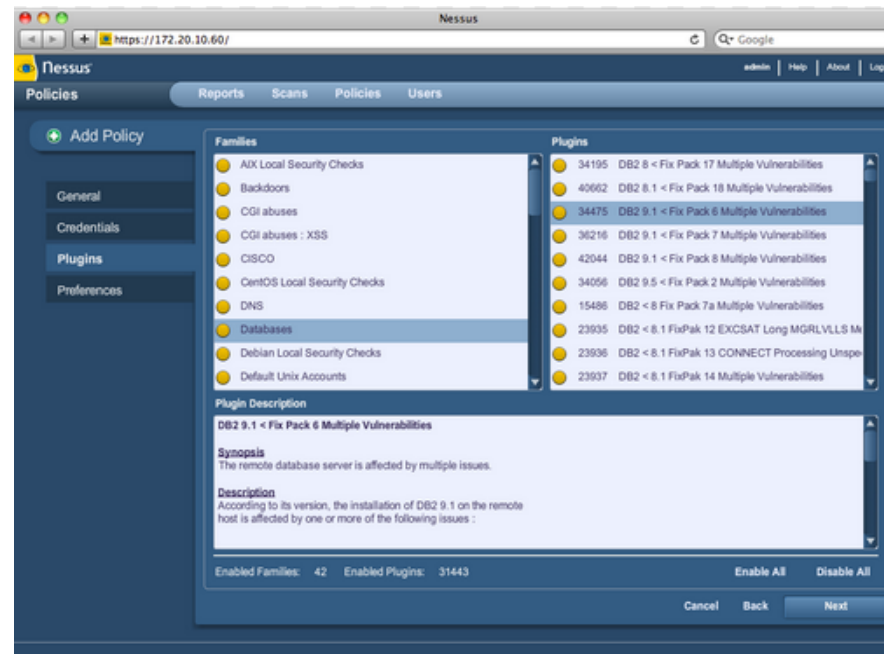 Nessus
https://172.20.10.60/
Google
Nessus
admin | Help | About | Log
Policies
Reports Scans Policies Users
Add Policy
General
Credentials
Plugins
Preferences
Families
AIX Local Security Checks
Backdoors
CGI abuses
CGI abuses : XSS
CISCO
CentOS Local Security Checks
DNS
Databases
Debian Local Security Checks
Default Unix Accounts
Plugins
34195 DB2 8 < Fix Pack 17 Multiple Vulnerabilities
40662 DB2 8.1 < Fix Pack 18 Multiple Vulnerabilities
34475 DB2 9.1 < Fix Pack 6 Multiple Vulnerabilities
36216 DB2 9.1 < Fix Pack 7 Multiple Vulnerabilities
42044 DB2 9.1 < Fix Pack 8 Multiple Vulnerabilities
34056 DB2 9.5 < Fix Pack 2 Multiple Vulnerabilities
15486 DB2 < 8 Fix Pack 7a Multiple Vulnerabilities
23935 DB2 < 8.1 FixPak 12 EXCSAT Long MGRLVLLS M
23936 DB2 < 8.1 FixPak 13 CONNECT Processing Unspe
23937 DB2 < 8.1 FixPak 14 Multiple Vulnerabilities
Plugin Description
DB2 9.1 < Fix Pack 6 Multiple Vulnerabilities
Synopsis
The remote database server is affected by multiple issues.
Description
According to its version, the installation of DB2 9.1 on the remote
host is affected by one or more of the following issues :
Enabled Families: 42 Enabled Plugins: 31443
Enable All Disable All
Cancel Back Next